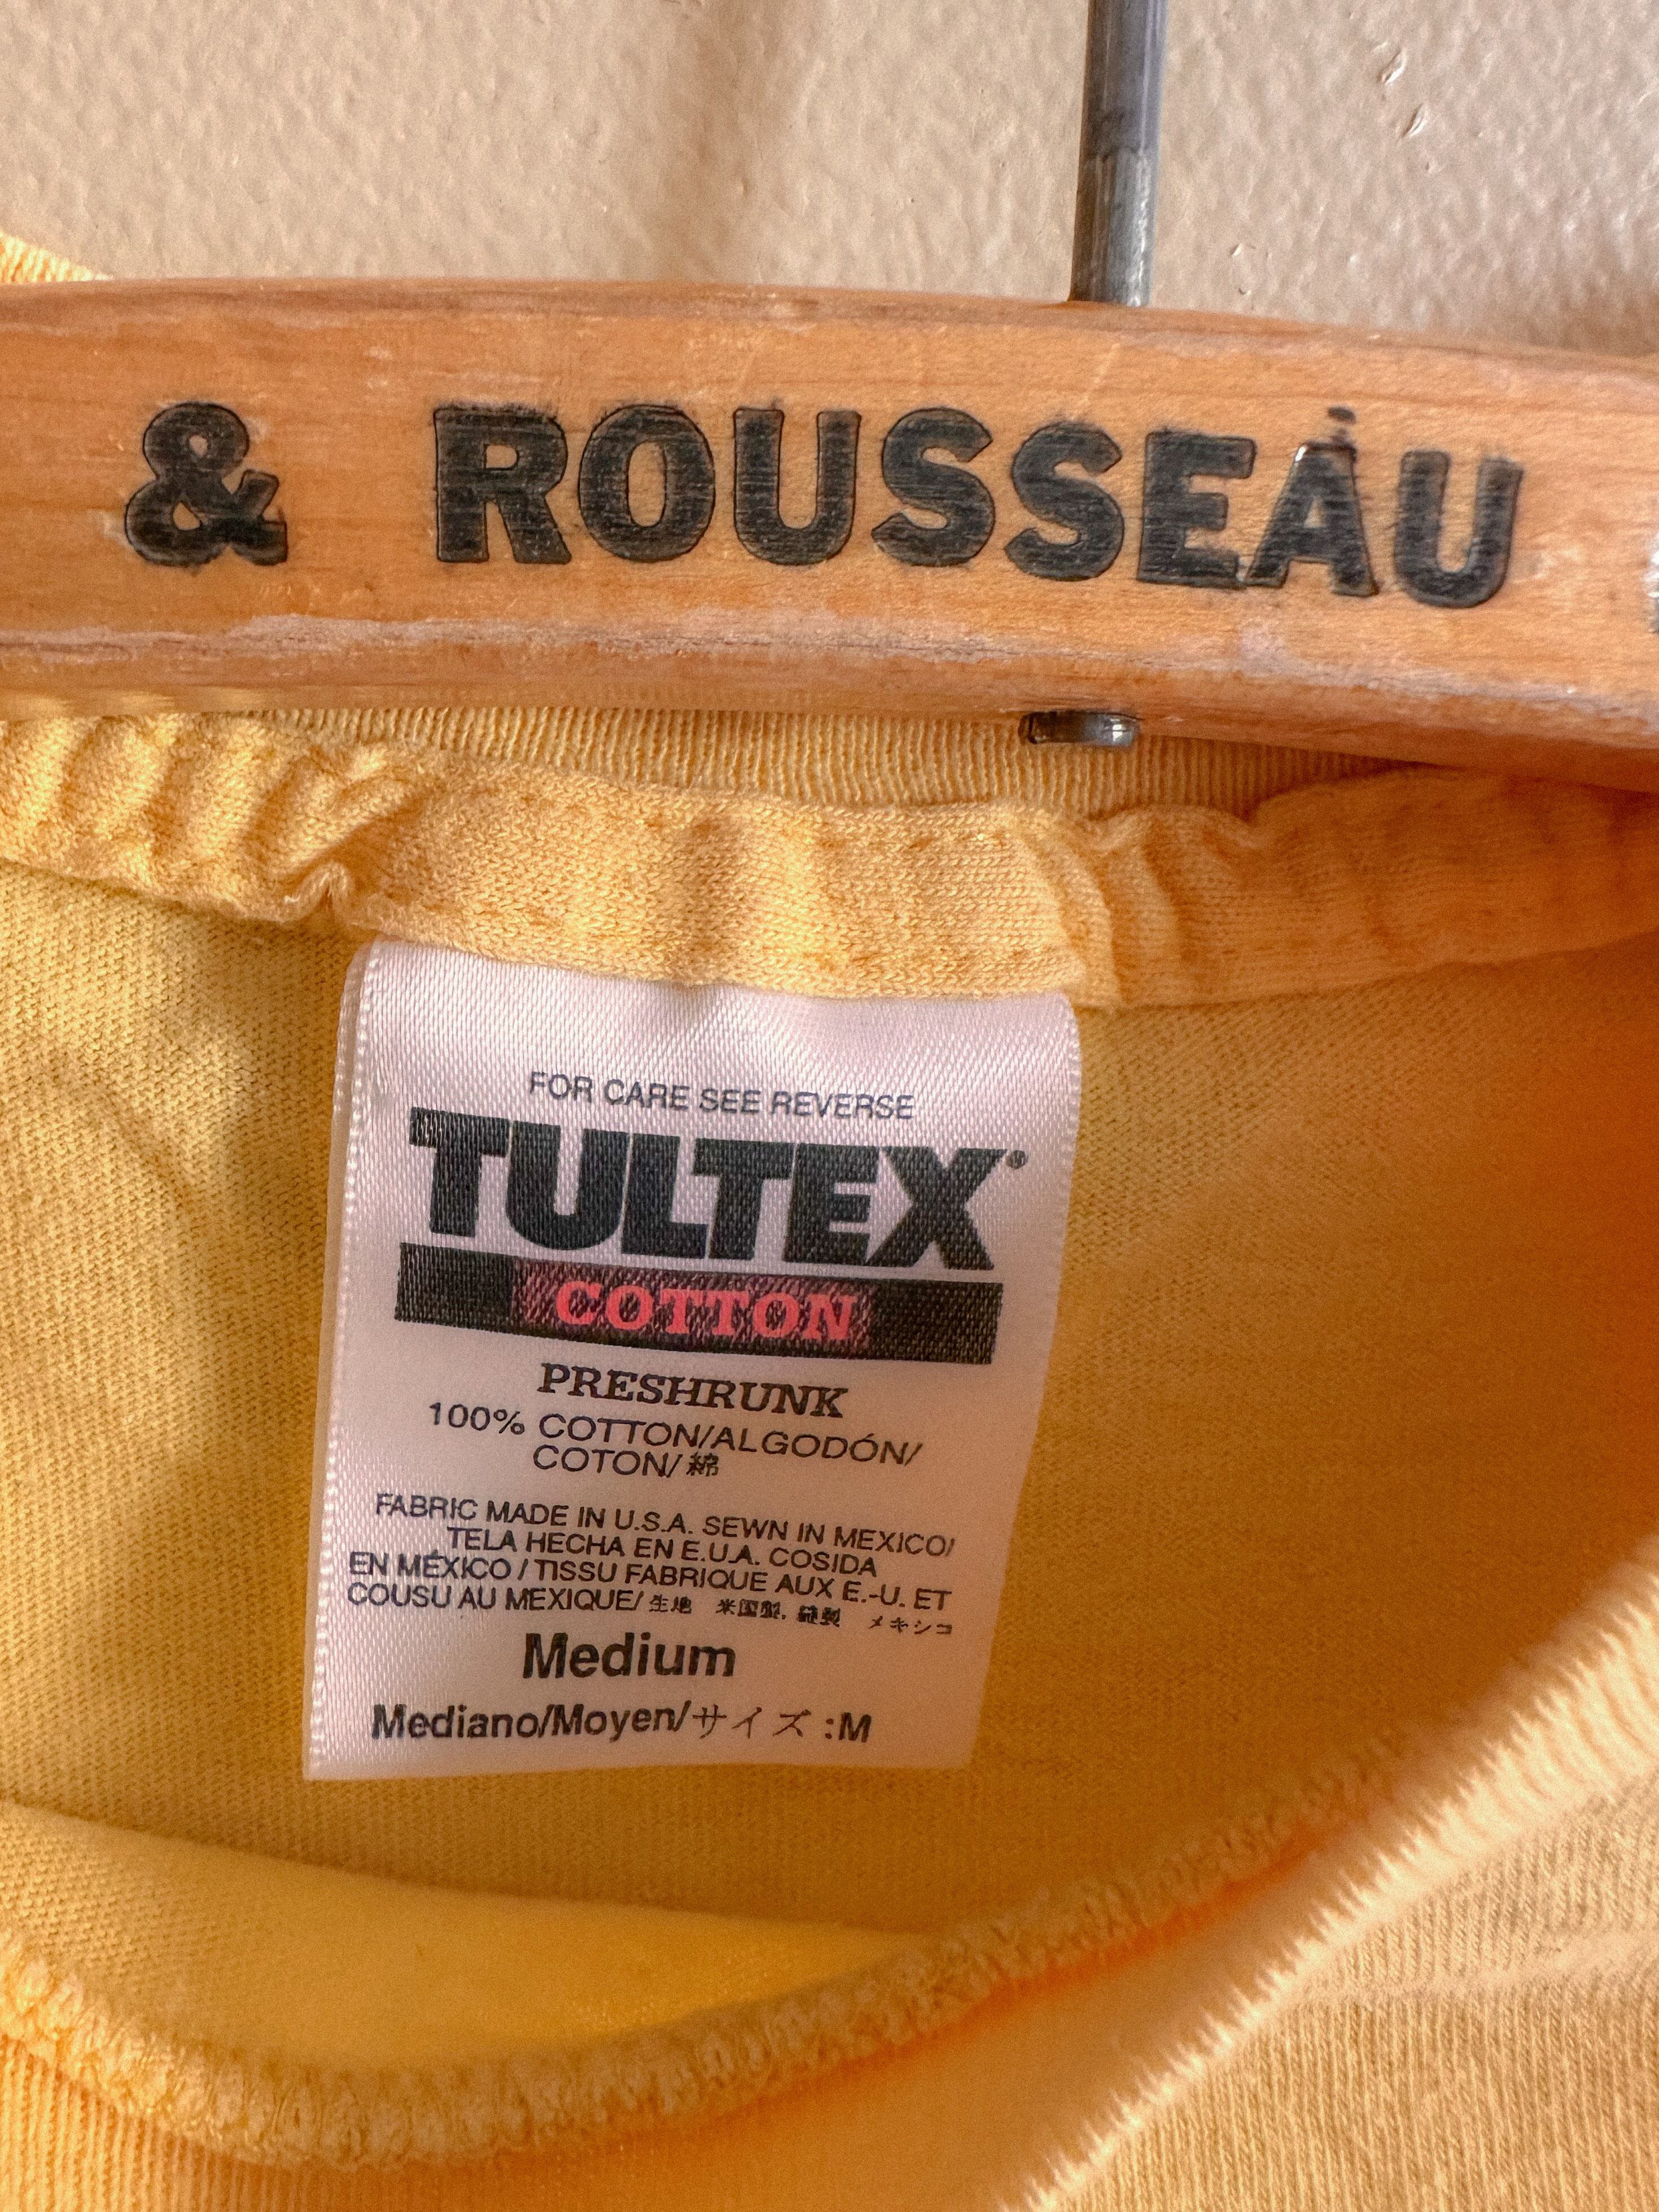 & ROUSSEAU
FOR CARE SEE REVERSE
TULTEX®
COTTON
PRESHRUNK
100% COTTON/ALGODÓN/
COTON/綿
FABRIC MADE IN U.S.A. SEWN IN MEXICO/
TELA HECHA EN E.U.A. COSIDA
EN MÉXICO / TISSU FABRIQUE AUX E.-U. ET
COUSU AU MEXIQUE/生地 米国製, 縫製 メキシコ
Medium
Mediano/Moyen/サイズ :M